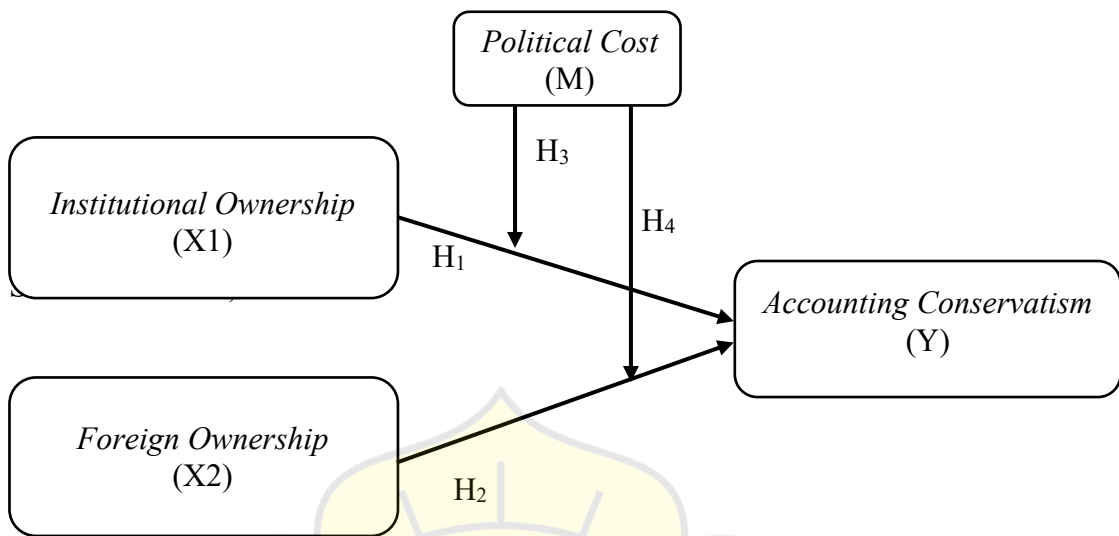 Political Cost
(M)
H3
Institutional Ownership
(X1)
H4
H1
Accounting Conservatism
(Y)
Foreign Ownership
(X2)
H2